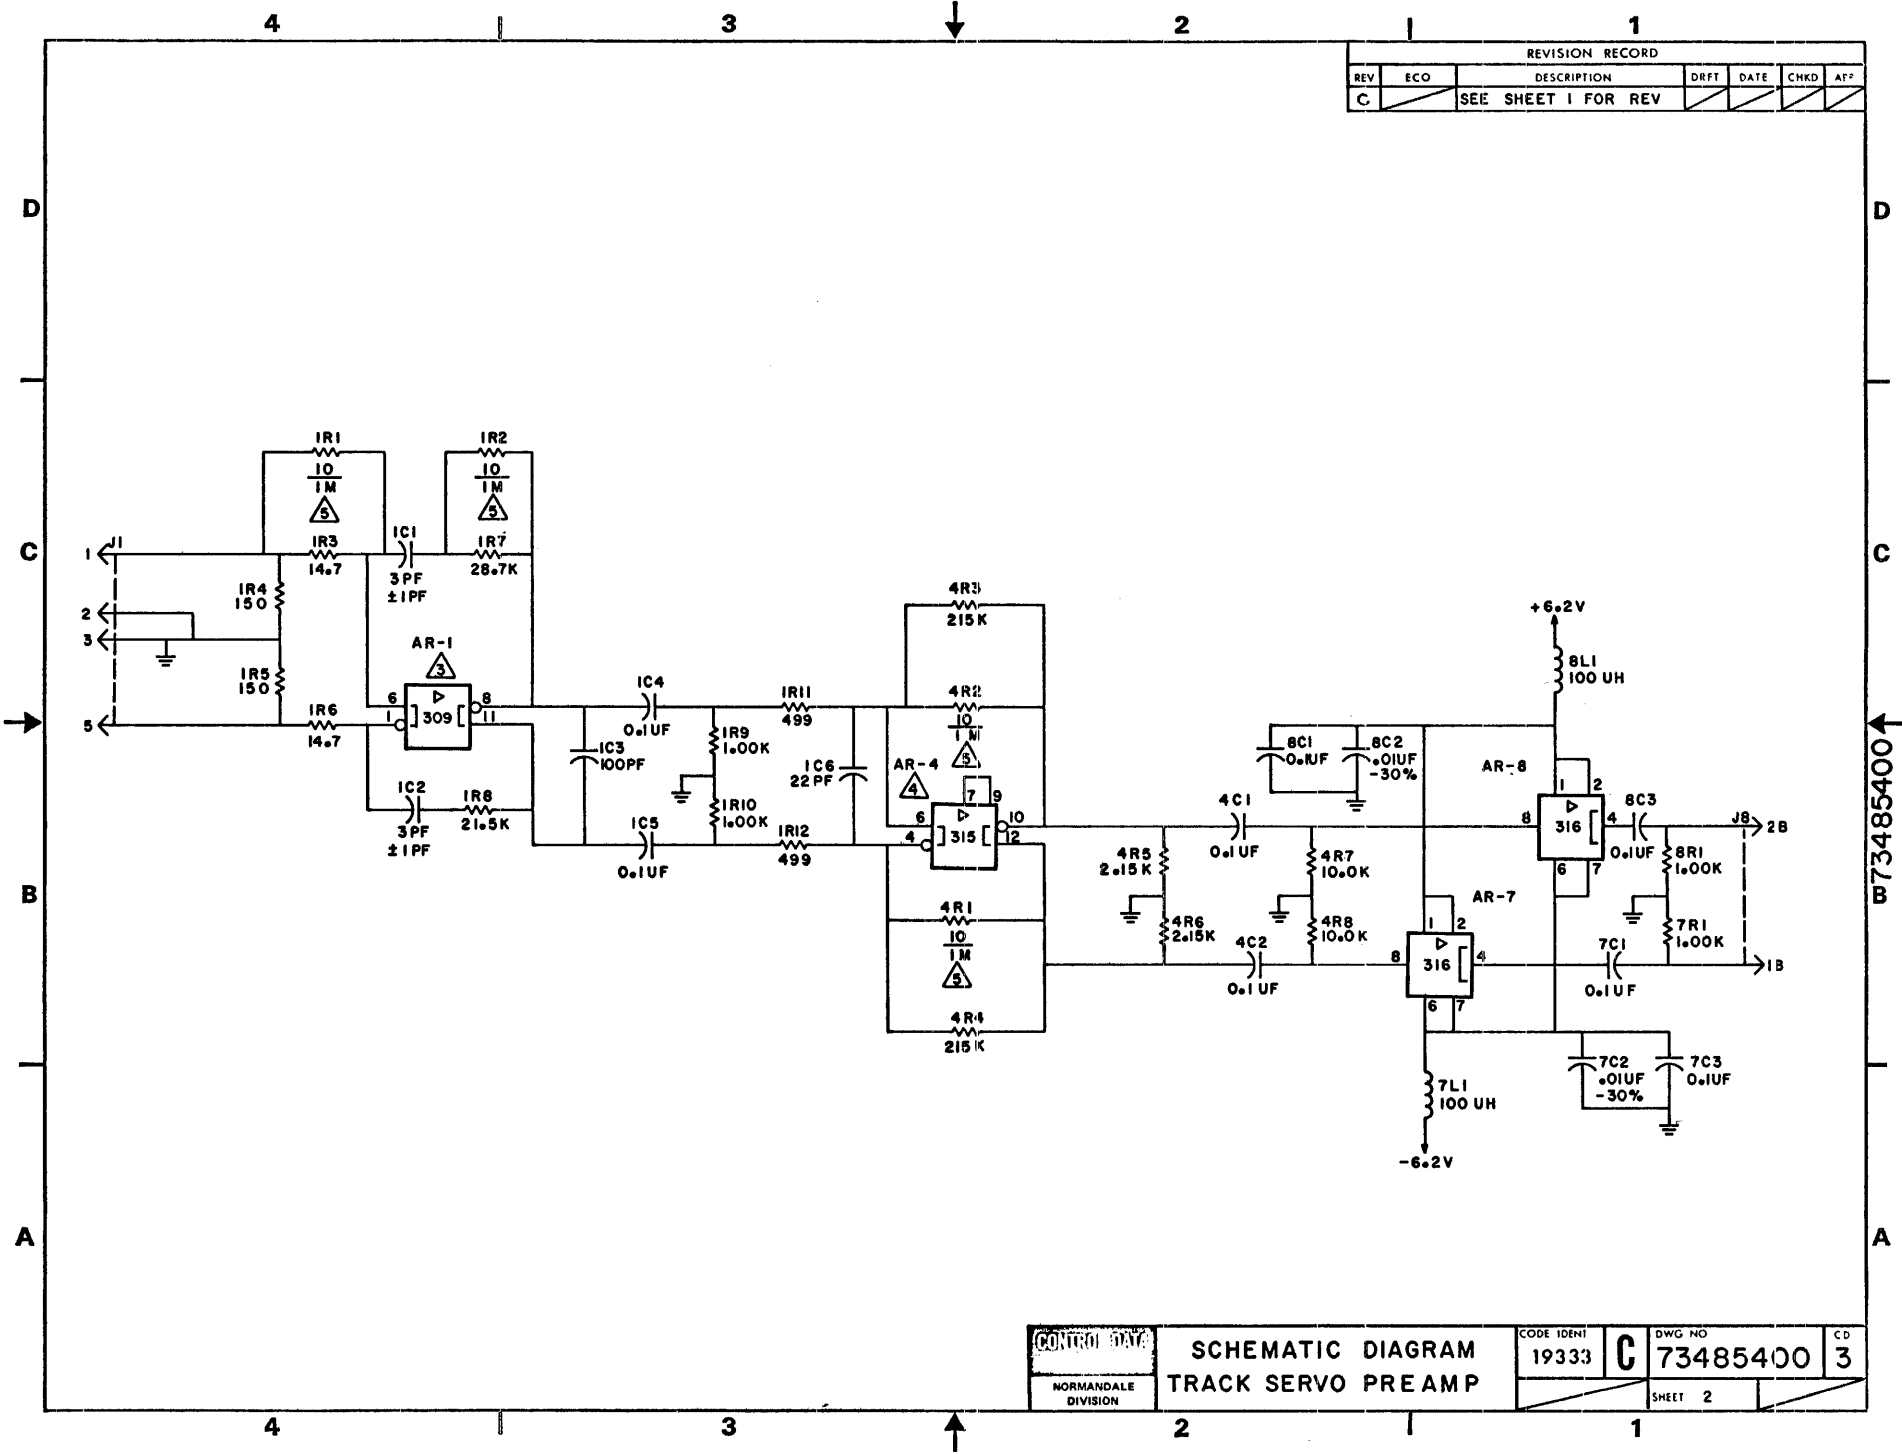 4 3 2 1
REVISION RECORD
REV ECO DESCRIPTION DRFT DATE CHKD APP
C SEE SHEET 1 FOR REV
D D
1R1
10
1M
5
1R2
10
1M
5
C C
1 J1
1R3
14.7
1C1
3PF
±1PF
1R7
28.7K
1R4
150
2
3
1R5
150
5
1R6
14.7
AR-1
3
6 8
1 309 11
1C2
3PF
±1PF
1R8
21.5K
1C3
100PF
1C4
0.1UF
1C5
0.1UF
1R9
1.00K
1R10
1.00K
1R11
499
1R12
499
1C6
22PF
4R3
215K
4R2
10
1M
5
AR-4
4
7 9
6 10
4 315 12
4R1
10
1M
5
4R4
215K
4R5
2.15K
4R6
2.15K
4C1
0.1UF
4C2
0.1UF
4R7
10.0K
4R8
10.0K
+6.2V
8L1
100UH
8C1
0.1UF
8C2
.01UF
-30%
AR-8
1 2
8 316 4
6 7
8C3
0.1UF
J8
2B
8R1
1.00K
7R1
1.00K
AR-7
1 2
8 316 4
6 7
7C1
0.1UF
1B
7L1
100UH
-6.2V
7C2
.01UF
-30%
7C3
0.1UF
73485400
B B
A A
CONTROL DATA
NORMANDALE
DIVISION
SCHEMATIC DIAGRAM
TRACK SERVO PREAMP
CODE IDENT
19333
C
DWG NO
73485400
CD
3
SHEET 2
4 3 2 1